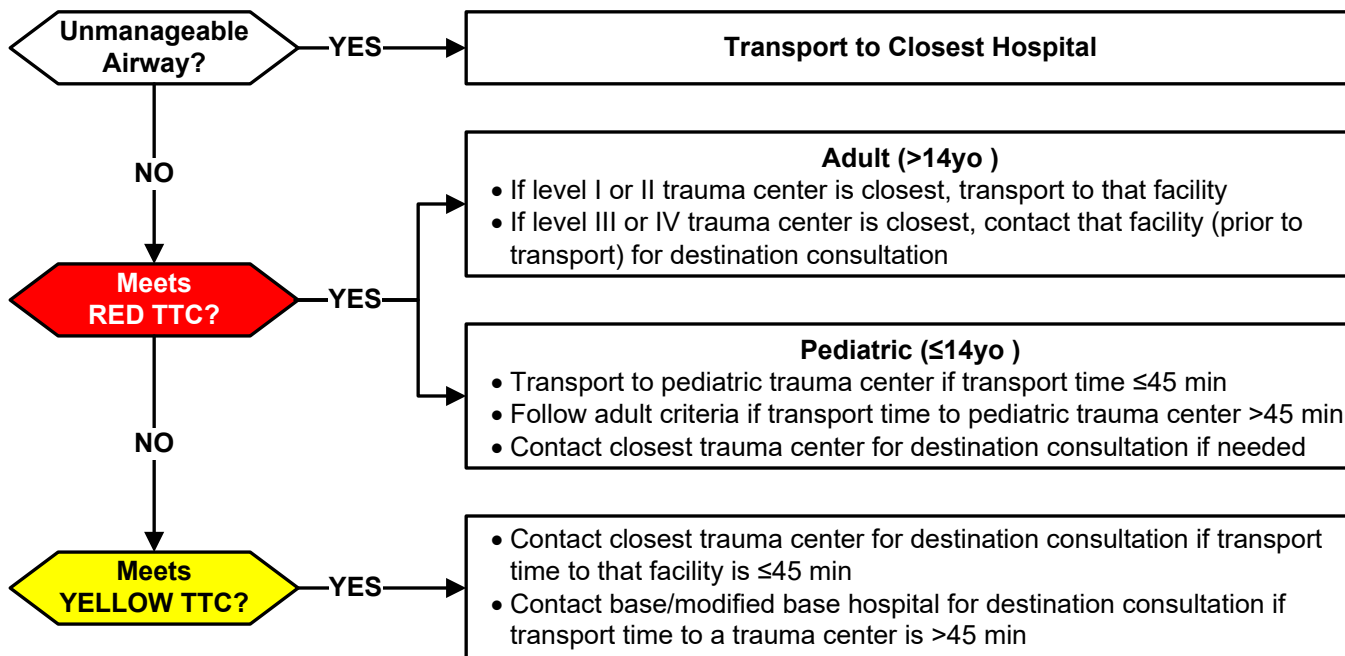 Unmanageable
Airway?
YES
Transport to Closest Hospital
NO
Adult (>14yo )
• If level I or II trauma center is closest, transport to that facility
• If level III or IV trauma center is closest, contact that facility (prior to
transport) for destination consultation
Meets
RED TTC?
YES
Pediatric (≤14yo )
• Transport to pediatric trauma center if transport time ≤45 min
• Follow adult criteria if transport time to pediatric trauma center >45 min
• Contact closest trauma center for destination consultation if needed
NO
Meets
YELLOW TTC?
YES
• Contact closest trauma center for destination consultation if transport
time to that facility is ≤45 min
• Contact base/modified base hospital for destination consultation if
transport time to a trauma center is >45 min